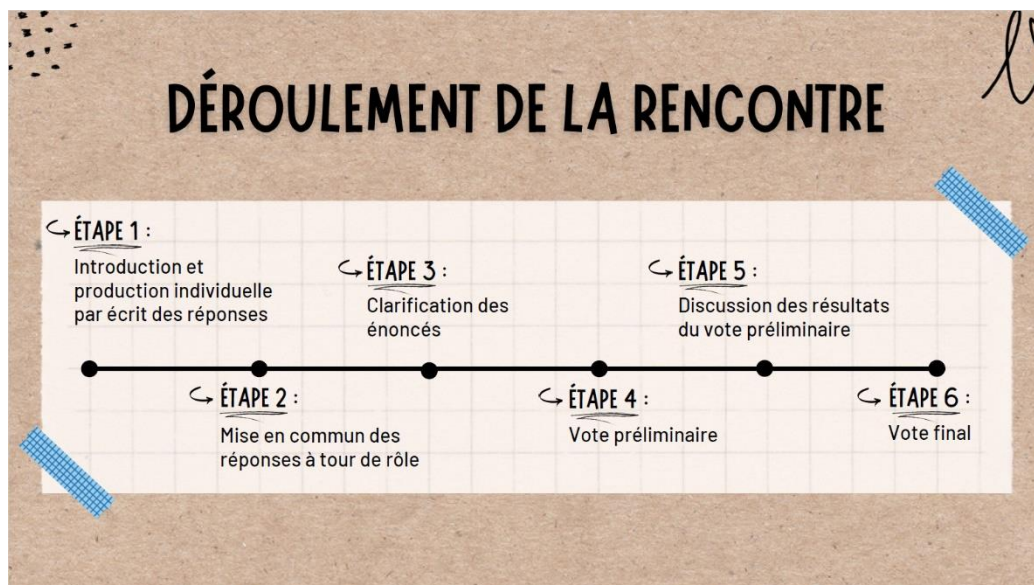 DÉROULEMENT DE LA RENCONTRE
ÉTAPE 1 :
Introduction et
production individuelle
par écrit des réponses
ÉTAPE 2 :
Mise en commun des
réponses à tour de rôle
ÉTAPE 3 :
Clarification des
énoncés
ÉTAPE 4 :
Vote préliminaire
ÉTAPE 5 :
Discussion des résultats
du vote préliminaire
ÉTAPE 6 :
Vote final